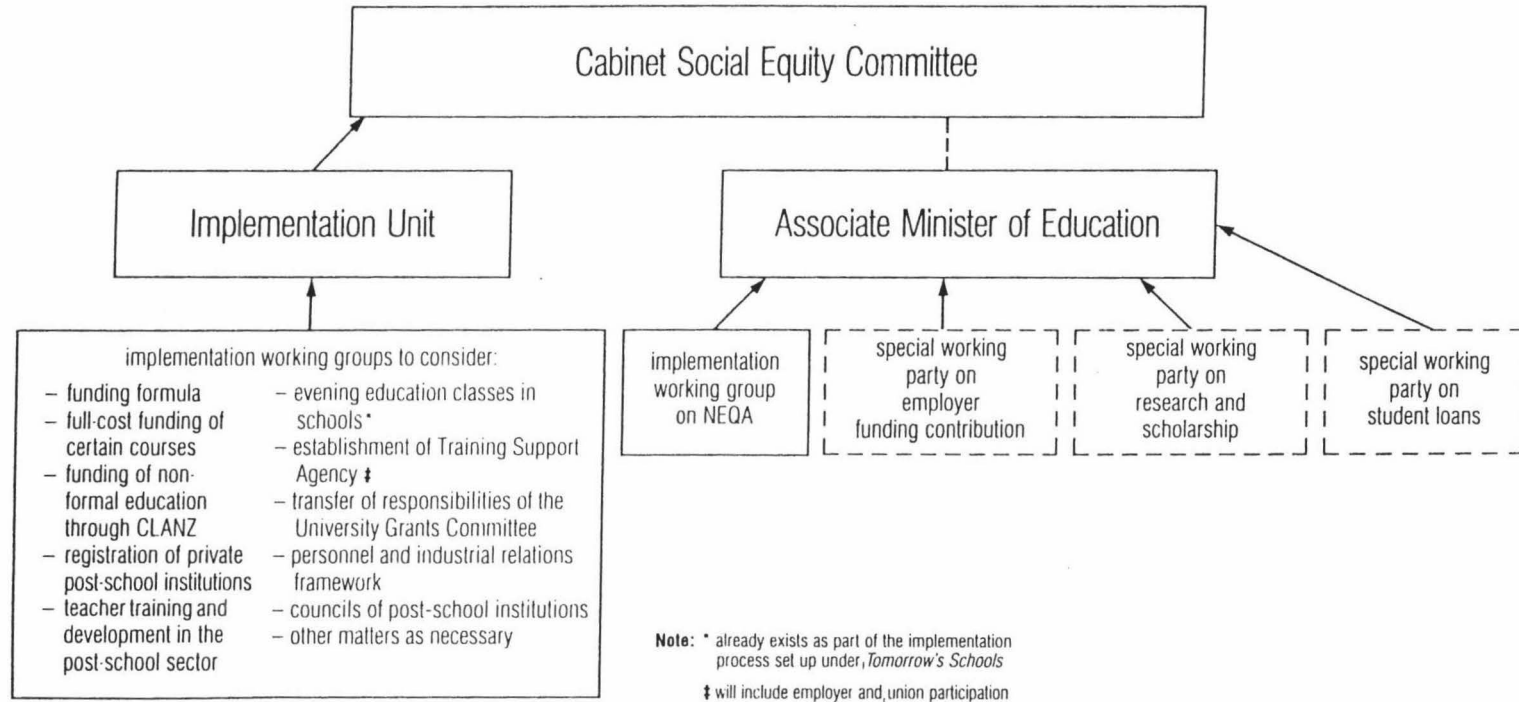 Cabinet Social Equity Committee
Implementation Unit
Associate Minister of Education
implementation working groups to consider:
– funding formula
– full-cost funding of
certain courses
– funding of non-
formal education
through CLANZ
– registration of private
post-school institutions
– teacher training and
development in the
post-school sector
– evening education classes in
schools*
– establishment of Training Support
Agency ‡
– transfer of responsibilities of the
University Grants Committee
– personnel and industrial relations
framework
– councils of post-school institutions
– other matters as necessary
implementation
working group
on NEQA
special working
party on
employer
funding contribution
special working
party on
research and
scholarship
special working
party on
student loans
Note: * already exists as part of the implementation
process set up under Tomorrow's Schools
‡ will include employer and union participation